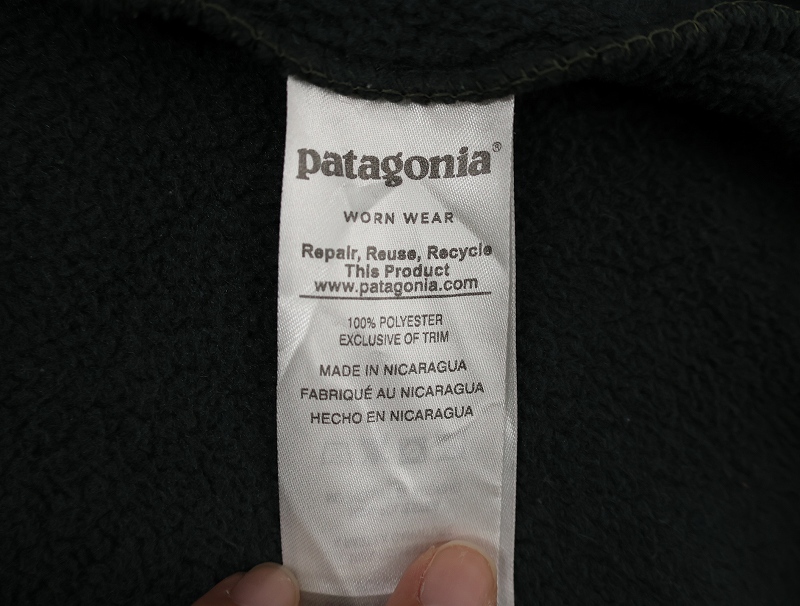 patagonia®
WORN WEAR
Repair, Reuse, Recycle
This Product
www.patagonia.com
100% POLYESTER
EXCLUSIVE OF TRIM
MADE IN NICARAGUA
FABRIQUÉ AU NICARAGUA
HECHO EN NICARAGUA